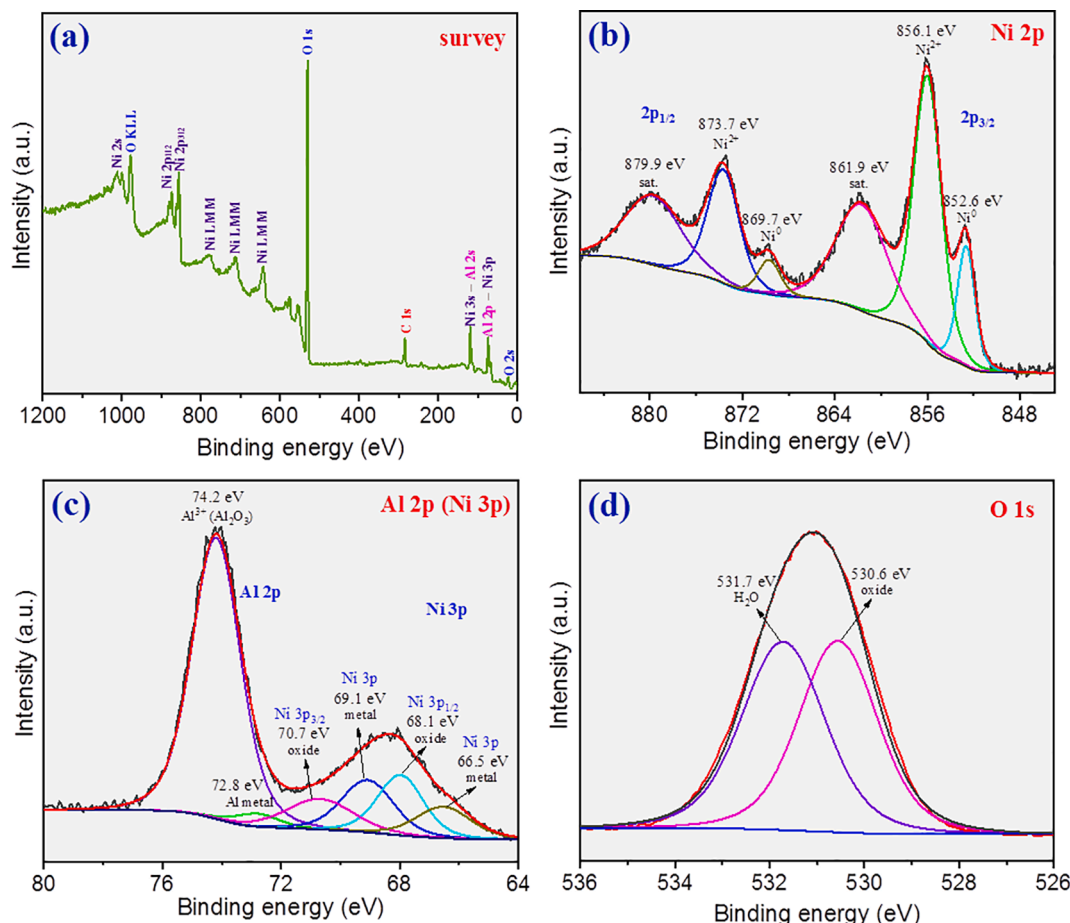 (a)
survey
O 1s
Ni 2s
O KLL
Ni 2p1/2
Ni 2p3/2
Ni LMM
Ni LMM
Ni LMM
C 1s
Ni 3s – Al 2s
Al 2p – Ni 3p
O 2s
Intensity (a.u.)
1200 1000 800 600 400 200 0
Binding energy (eV)
(b)
Ni 2p
856.1 eV
Ni2+
2p1/2
873.7 eV
Ni2+
2p3/2
879.9 eV
sat.
861.9 eV
sat.
869.7 eV
Ni0
852.6 eV
Ni0
Intensity (a.u.)
880 872 864 856 848
Binding energy (eV)
(c)
74.2 eV
Al3+ (Al2O3)
Al 2p (Ni 3p)
Al 2p
Ni 3p
Ni 3p3/2
70.7 eV
oxide
Ni 3p
69.1 eV
metal
Ni 3p1/2
68.1 eV
oxide
Ni 3p
66.5 eV
metal
72.8 eV
Al metal
Intensity (a.u.)
80 76 72 68 64
Binding energy (eV)
(d)
O 1s
531.7 eV
H2O
530.6 eV
oxide
Intensity (a.u.)
536 534 532 530 528 526
Binding energy (eV)